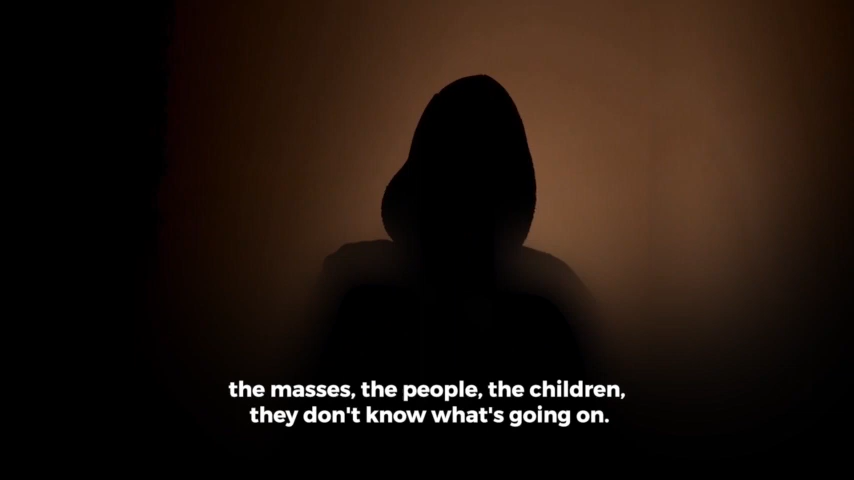 the masses, the people, the children,
they don't know what's going on.